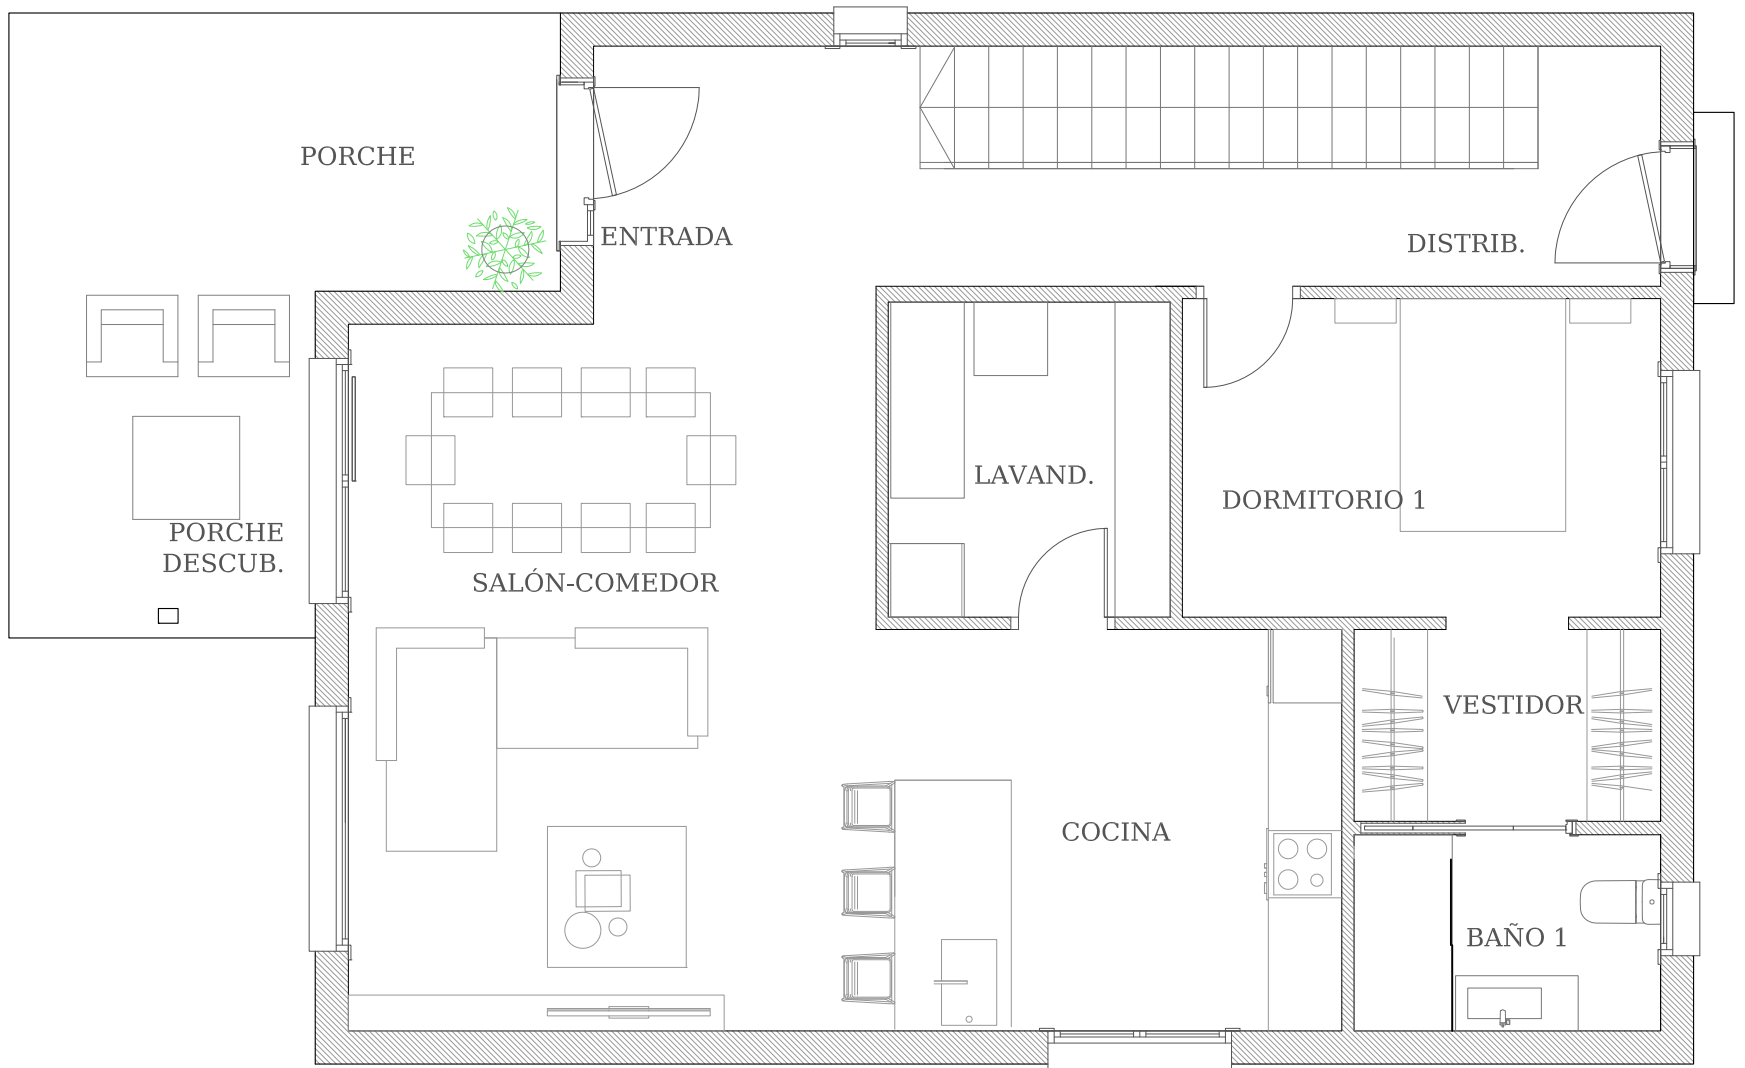 PORCHE
ENTRADA
DISTRIB.
LAVAND.
DORMITORIO 1
PORCHE
DESCUB.
SALÓN-COMEDOR
VESTIDOR
COCINA
BAÑO 1